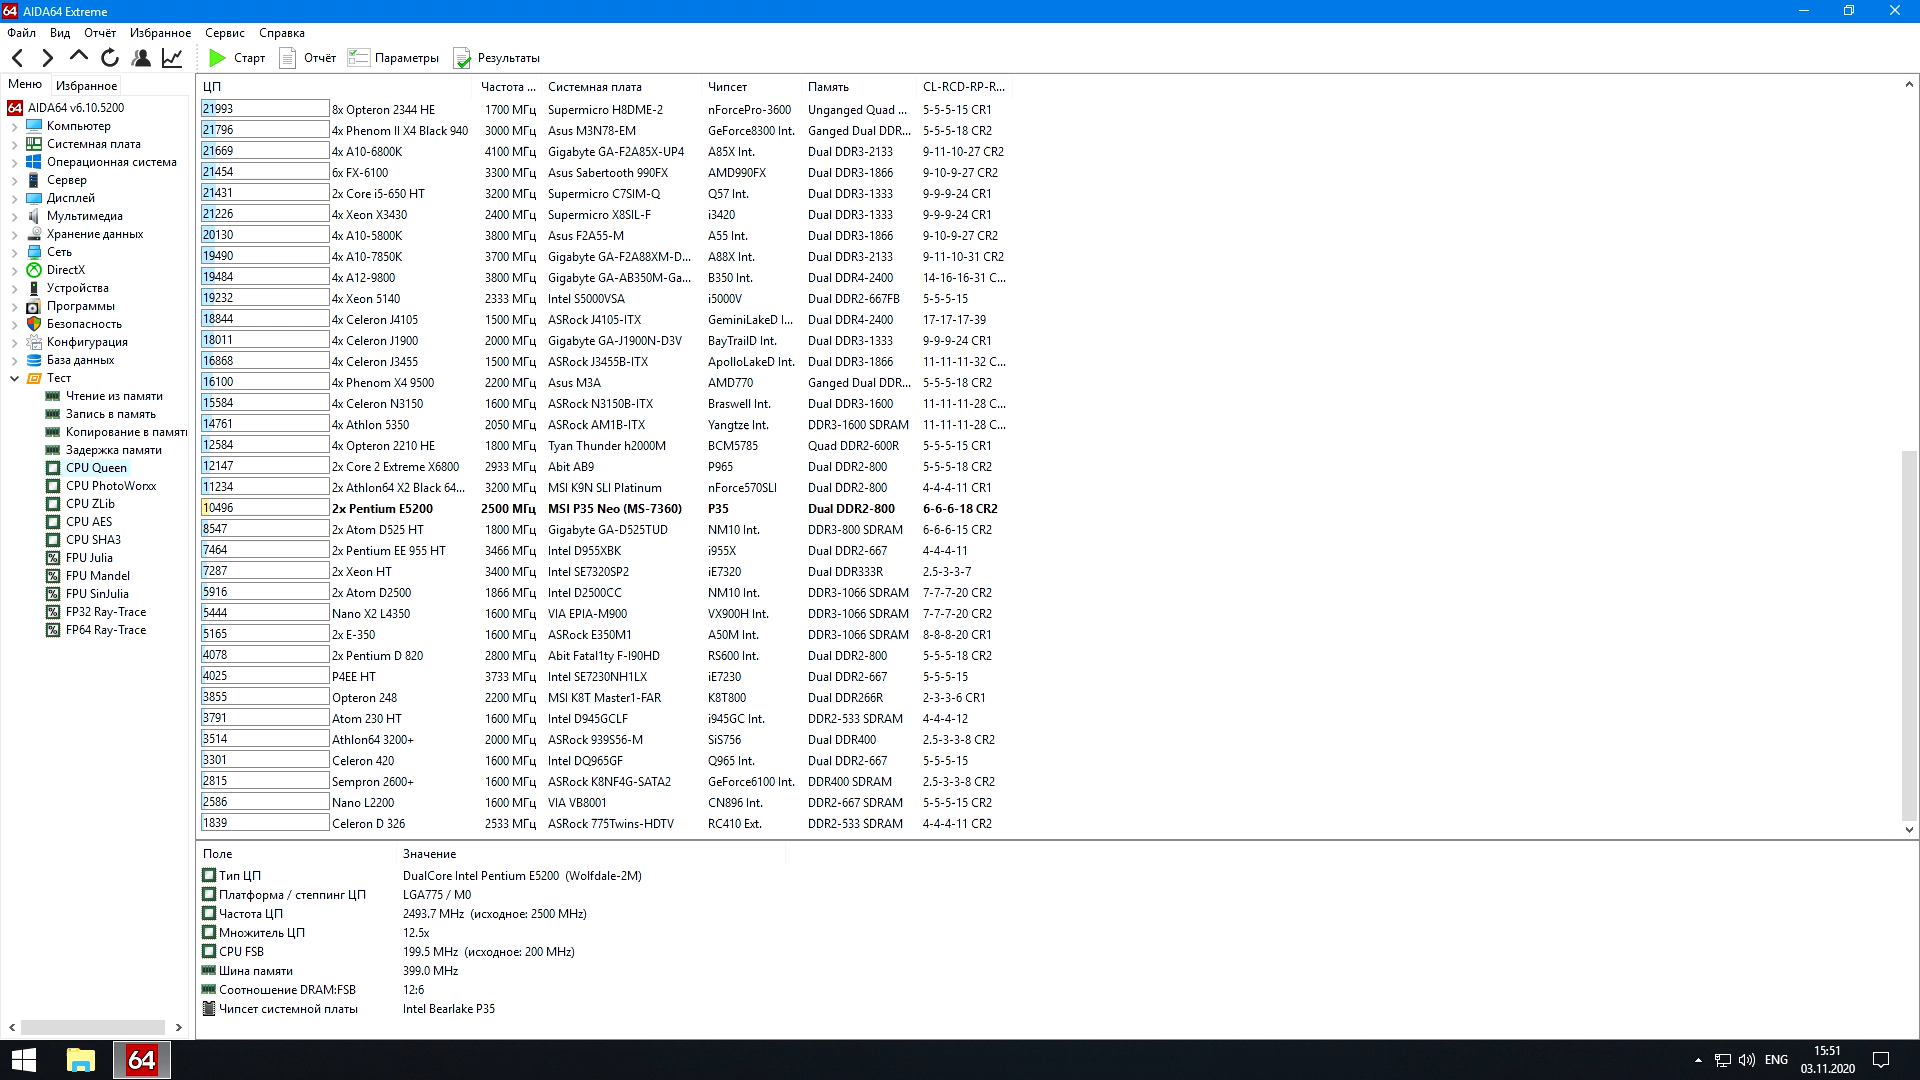 AIDA64 Extreme
Файл Вид Отчёт Избранное Сервис Справка
Старт Отчёт Параметры Результаты
Меню Избранное
AIDA64 v6.10.5200
Компьютер
Системная плата
Операционная система
Сервер
Дисплей
Мультимедиа
Хранение данных
Сеть
DirectX
Устройства
Программы
Безопасность
Конфигурация
База данных
Тест
Чтение из памяти
Запись в память
Копирование в памяти
Задержка памяти
CPU Queen
CPU PhotoWorxx
CPU ZLib
CPU AES
CPU SHA3
FPU Julia
FPU Mandel
FPU SinJulia
FP32 Ray-Trace
FP64 Ray-Trace
ЦП Частота ... Системная плата Чипсет Память CL-RCD-RP-R...
21993 8x Opteron 2344 HE 1700 МГц Supermicro H8DME-2 nForcePro-3600 Unganged Quad ... 5-5-5-15 CR1
21796 4x Phenom II X4 Black 940 3000 МГц Asus M3N78-EM GeForce8300 Int. Ganged Dual DDR... 5-5-5-18 CR2
21669 4x A10-6800K 4100 МГц Gigabyte GA-F2A85X-UP4 A85X Int. Dual DDR3-2133 9-11-10-27 CR2
21454 6x FX-6100 3300 МГц Asus Sabertooth 990FX AMD990FX Dual DDR3-1866 9-10-9-27 CR2
21431 2x Core i5-650 HT 3200 МГц Supermicro C7SIM-Q Q57 Int. Dual DDR3-1333 9-9-9-24 CR1
21226 4x Xeon X3430 2400 МГц Supermicro X8SIL-F i3420 Dual DDR3-1333 9-9-9-24 CR1
20130 4x A10-5800K 3800 МГц Asus F2A55-M A55 Int. Dual DDR3-1866 9-10-9-27 CR2
19490 4x A10-7850K 3700 МГц Gigabyte GA-F2A88XM-D... A88X Int. Dual DDR3-2133 9-11-10-31 CR2
19484 4x A12-9800 3800 МГц Gigabyte GA-AB350M-Ga... B350 Int. Dual DDR4-2400 14-16-16-31 C...
19232 4x Xeon 5140 2333 МГц Intel S5000VSA i5000V Dual DDR2-667FB 5-5-5-15
18844 4x Celeron J4105 1500 МГц ASRock J4105-ITX GeminiLakeD I... Dual DDR4-2400 17-17-17-39
18011 4x Celeron J1900 2000 МГц Gigabyte GA-J1900N-D3V BayTrailD Int. Dual DDR3-1333 9-9-9-24 CR1
16868 4x Celeron J3455 1500 МГц ASRock J3455B-ITX ApolloLakeD Int. Dual DDR3-1866 11-11-11-32 C...
16100 4x Phenom X4 9500 2200 МГц Asus M3A AMD770 Ganged Dual DDR... 5-5-5-18 CR2
15584 4x Celeron N3150 1600 МГц ASRock N3150B-ITX Braswell Int. Dual DDR3-1600 11-11-11-28 C...
14761 4x Athlon 5350 2050 МГц ASRock AM1B-ITX Yangtze Int. DDR3-1600 SDRAM 11-11-11-28 C...
12584 4x Opteron 2210 HE 1800 МГц Tyan Thunder h2000M BCM5785 Quad DDR2-600R 5-5-5-15 CR1
12147 2x Core 2 Extreme X6800 2933 МГц Abit AB9 P965 Dual DDR2-800 5-5-5-18 CR2
11234 2x Athlon64 X2 Black 64... 3200 МГц MSI K9N SLI Platinum nForce570SLI Dual DDR2-800 4-4-4-11 CR1
10496 2x Pentium E5200 2500 МГц MSI P35 Neo (MS-7360) P35 Dual DDR2-800 6-6-6-18 CR2
8547 2x Atom D525 HT 1800 МГц Gigabyte GA-D525TUD NM10 Int. DDR3-800 SDRAM 6-6-6-15 CR2
7464 2x Pentium EE 955 HT 3466 МГц Intel D955XBK i955X Dual DDR2-667 4-4-4-11
7287 2x Xeon HT 3400 МГц Intel SE7320SP2 iE7320 Dual DDR333R 2.5-3-3-7
5916 2x Atom D2500 1866 МГц Intel D2500CC NM10 Int. DDR3-1066 SDRAM 7-7-7-20 CR2
5444 Nano X2 L4350 1600 МГц VIA EPIA-M900 VX900H Int. DDR3-1066 SDRAM 7-7-7-20 CR2
5165 2x E-350 1600 МГц ASRock E350M1 A50M Int. DDR3-1066 SDRAM 8-8-8-20 CR1
4078 2x Pentium D 820 2800 МГц Abit Fatal1ty F-I90HD RS600 Int. Dual DDR2-800 5-5-5-18 CR2
4025 P4EE HT 3733 МГц Intel SE7230NH1LX iE7230 Dual DDR2-667 5-5-5-15
3855 Opteron 248 2200 МГц MSI K8T Master1-FAR K8T800 Dual DDR266R 2-3-3-6 CR1
3791 Atom 230 HT 1600 МГц Intel D945GCLF i945GC Int. DDR2-533 SDRAM 4-4-4-12
3514 Athlon64 3200+ 2000 МГц ASRock 939S56-M SiS756 Dual DDR400 2.5-3-3-8 CR2
3301 Celeron 420 1600 МГц Intel DQ965GF Q965 Int. Dual DDR2-667 5-5-5-15
2815 Sempron 2600+ 1600 МГц ASRock K8NF4G-SATA2 GeForce6100 Int. DDR400 SDRAM 2.5-3-3-8 CR2
2586 Nano L2200 1600 МГц VIA VB8001 CN896 Int. DDR2-667 SDRAM 5-5-5-15 CR2
1839 Celeron D 326 2533 МГц ASRock 775Twins-HDTV RC410 Ext. DDR2-533 SDRAM 4-4-4-11 CR2
Поле Значение
Тип ЦП DualCore Intel Pentium E5200 (Wolfdale-2M)
Платформа / степпинг ЦП LGA775 / M0
Частота ЦП 2493.7 MHz (исходное: 2500 MHz)
Множитель ЦП 12.5x
CPU FSB 199.5 MHz (исходное: 200 MHz)
Шина памяти 399.0 MHz
Соотношение DRAM:FSB 12:6
Чипсет системной платы Intel Bearlake P35
64
ENG
15:51
03.11.2020